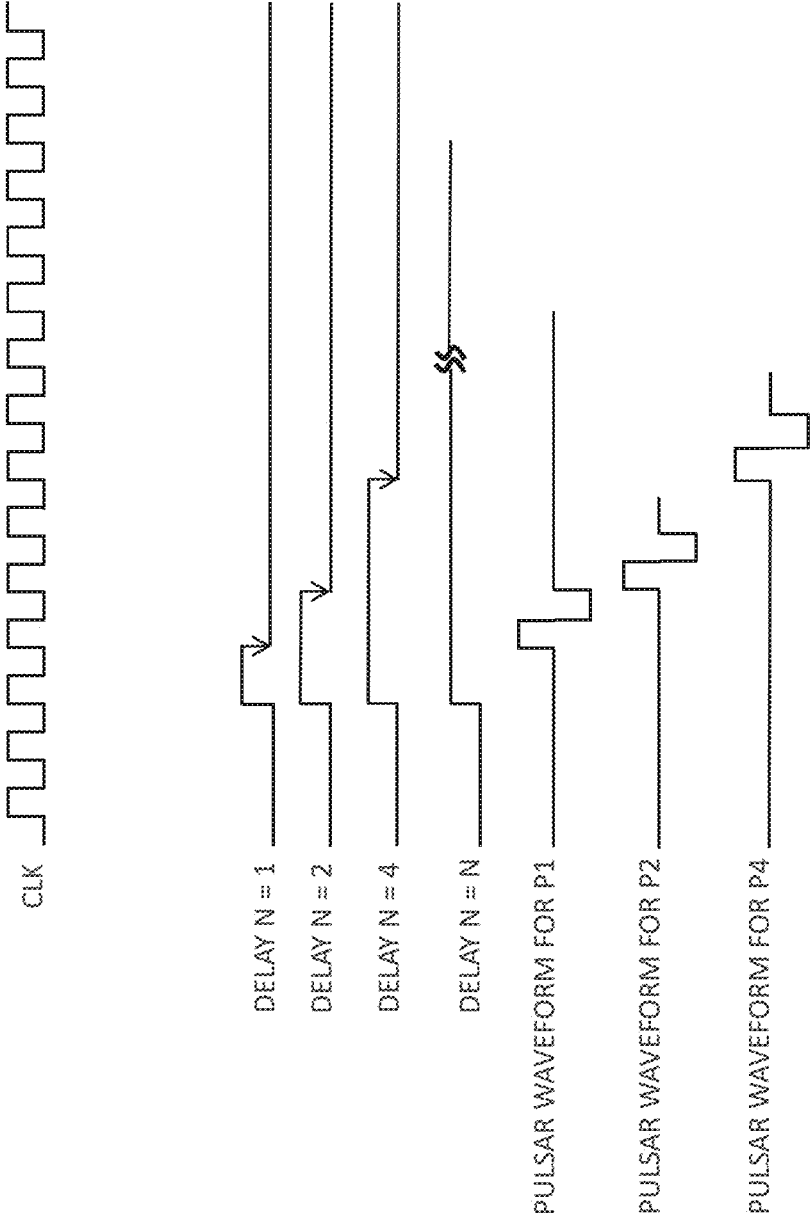 CLK
DELAY N = 1
DELAY N = 2
DELAY N = 4
DELAY N = N
PULSAR WAVEFORM FOR P1
PULSAR WAVEFORM FOR P2
PULSAR WAVEFORM FOR P4